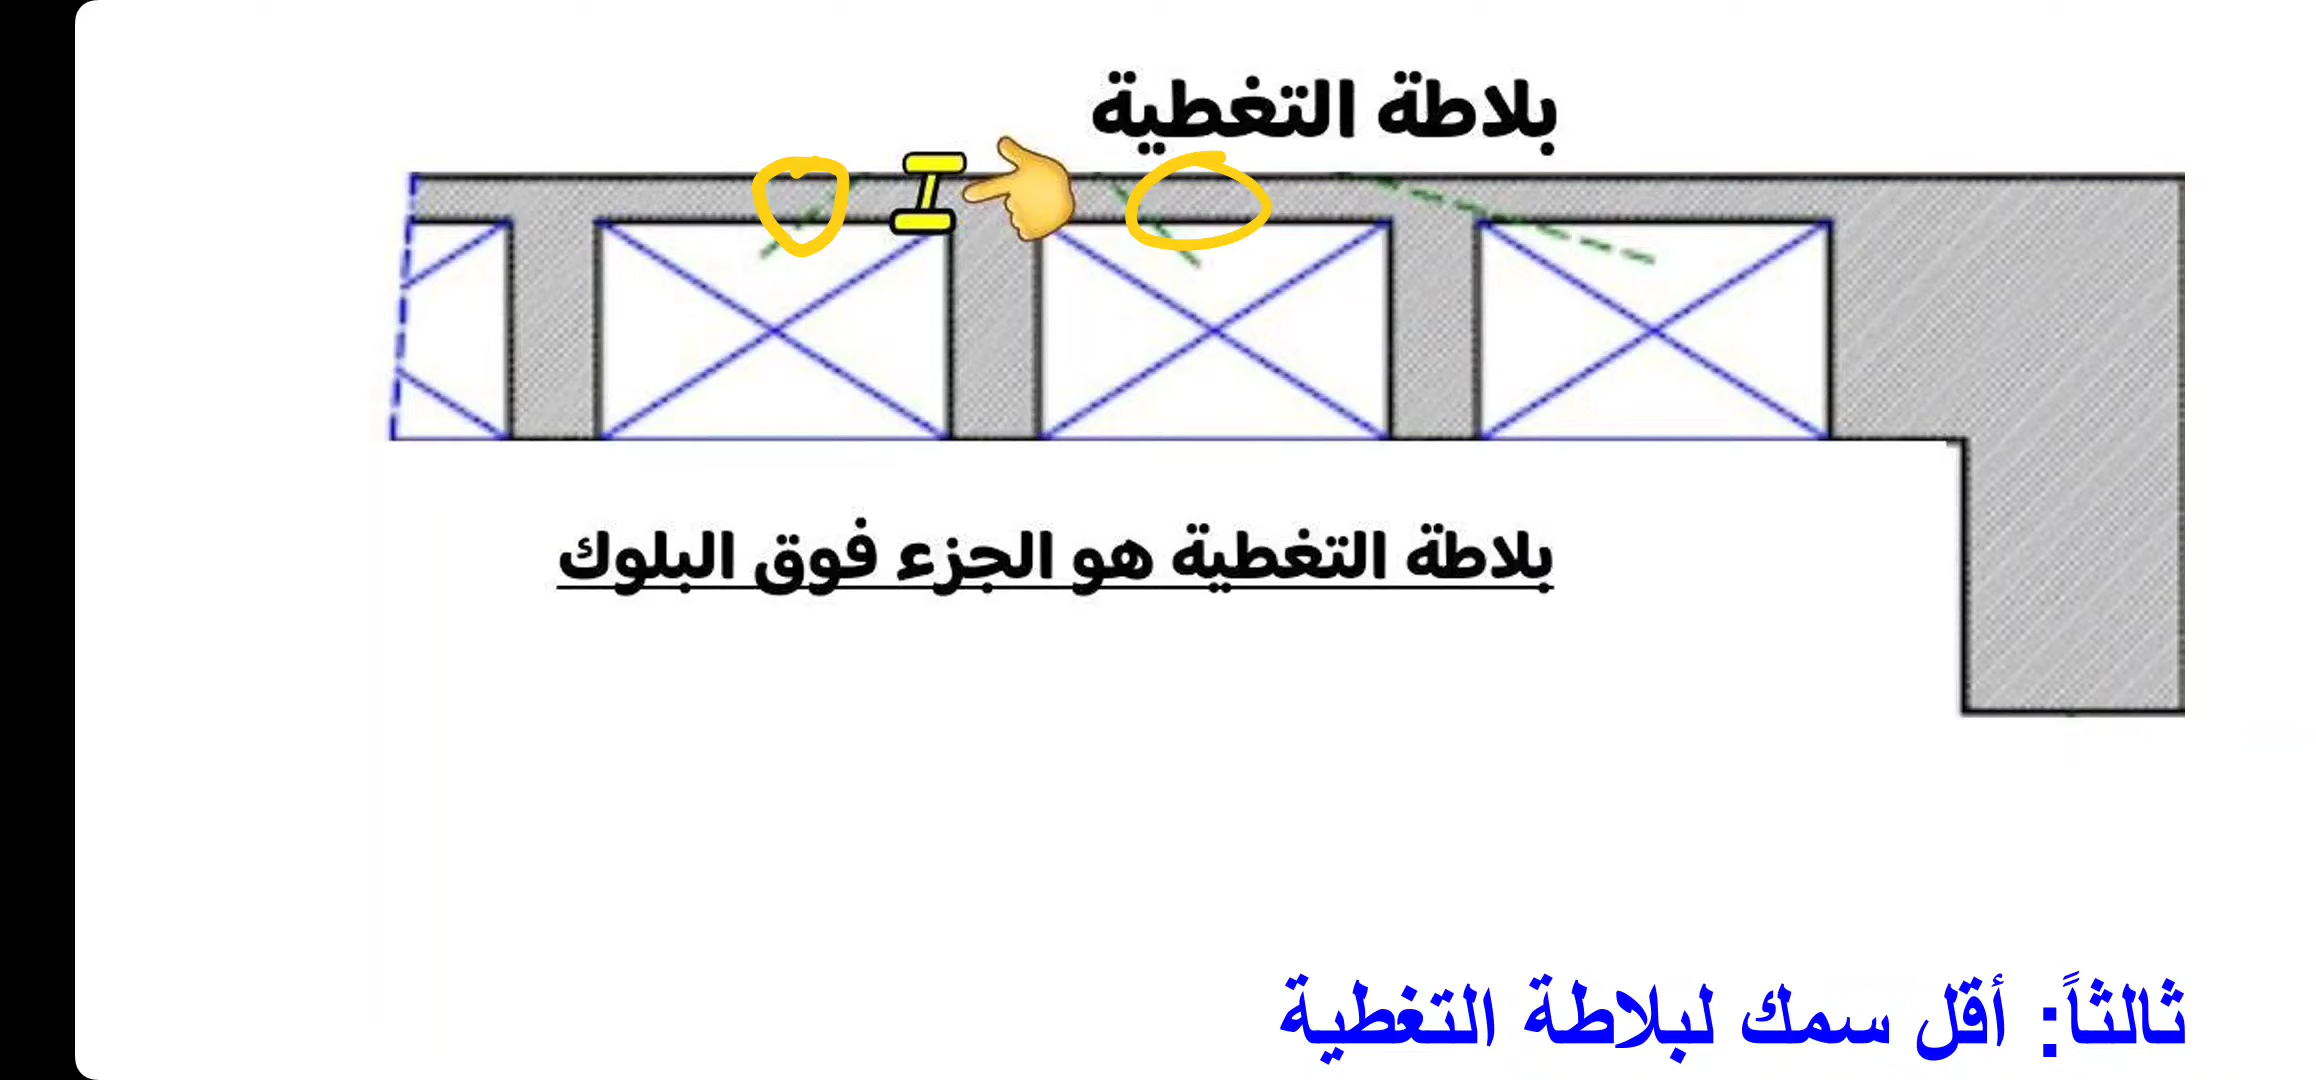 بلاطة التغطية
بلاطة التغطية هو الجزء فوق البلوك
ثالثاً: أقل سمك لبلاطة التغطية